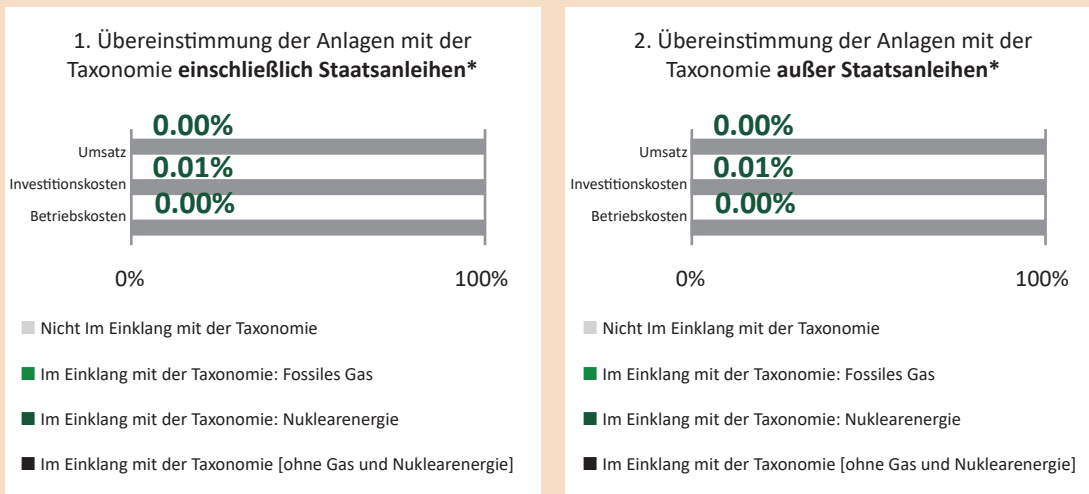 1. Übereinstimmung der Anlagen mit der
Taxonomie einschließlich Staatsanleihen*
0.00%
Umsatz
0.01%
Investitionskosten
0.00%
Betriebskosten
0%
100%
Nicht Im Einklang mit der Taxonomie
Im Einklang mit der Taxonomie: Fossiles Gas
Im Einklang mit der Taxonomie: Nuklearenergie
Im Einklang mit der Taxonomie [ohne Gas und Nuklearenergie]
2. Übereinstimmung der Anlagen mit der
Taxonomie außer Staatsanleihen*
0.00%
Umsatz
0.01%
Investitionskosten
0.00%
Betriebskosten
0%
100%
Nicht Im Einklang mit der Taxonomie
Im Einklang mit der Taxonomie: Fossiles Gas
Im Einklang mit der Taxonomie: Nuklearenergie
Im Einklang mit der Taxonomie [ohne Gas und Nuklearenergie]